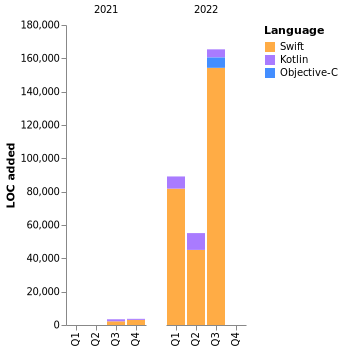 2021
2022
LOC added
180,000
160,000
140,000
120,000
100,000
80,000
60,000
40,000
20,000
0
Q1
Q2
Q3
Q4
Q1
Q2
Q3
Q4
Language
Swift
Kotlin
Objective-C